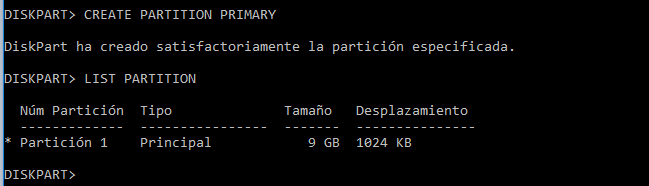 DISKPART> CREATE PARTITION PRIMARY
DiskPart ha creado satisfactoriamente la partición especificada.
DISKPART> LIST PARTITION
Núm Partición  Tipo              Tamaño   Desplazamiento
-------------  ----------------  -------  ---------------
* Partición 1    Principal            9 GB  1024 KB
DISKPART>